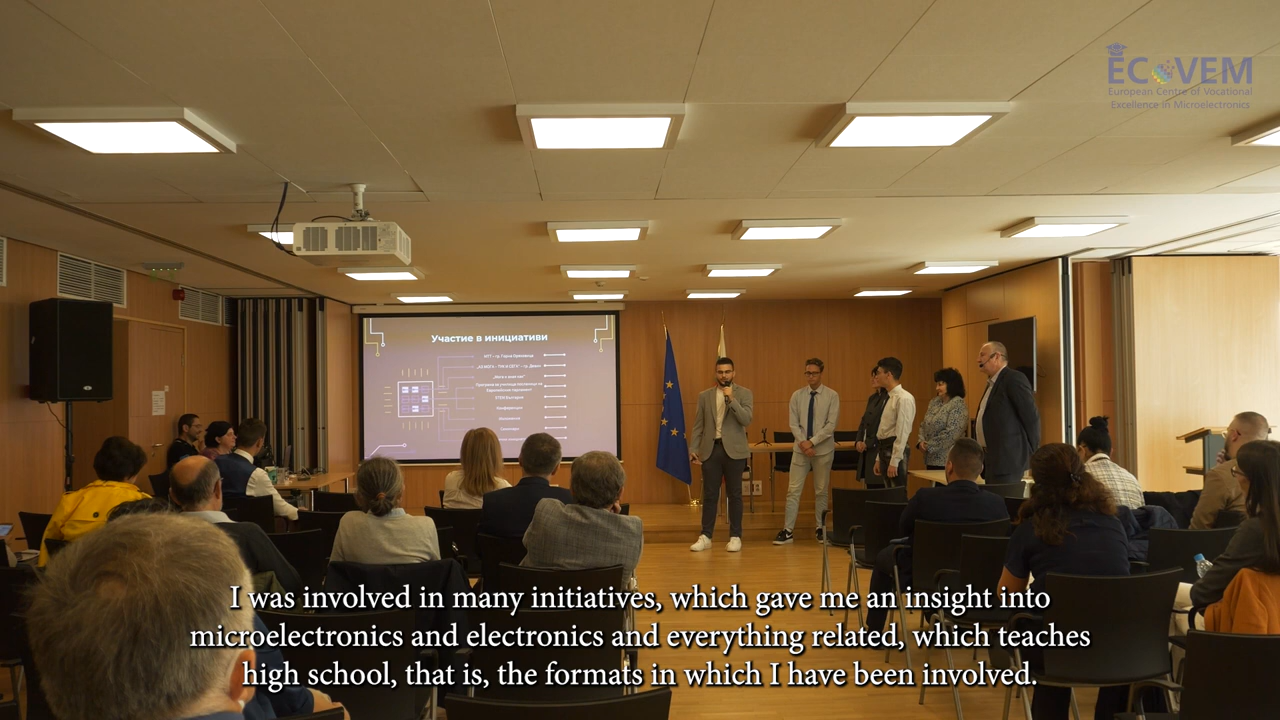 ECOVEM
European Centre of Vocational
Excellence in Microelectronics
Участие в инициативи
STEM България
Конференции
I was involved in many initiatives, which gave me an insight into
microelectronics and electronics and everything related, which teaches
high school, that is, the formats in which I have been involved.